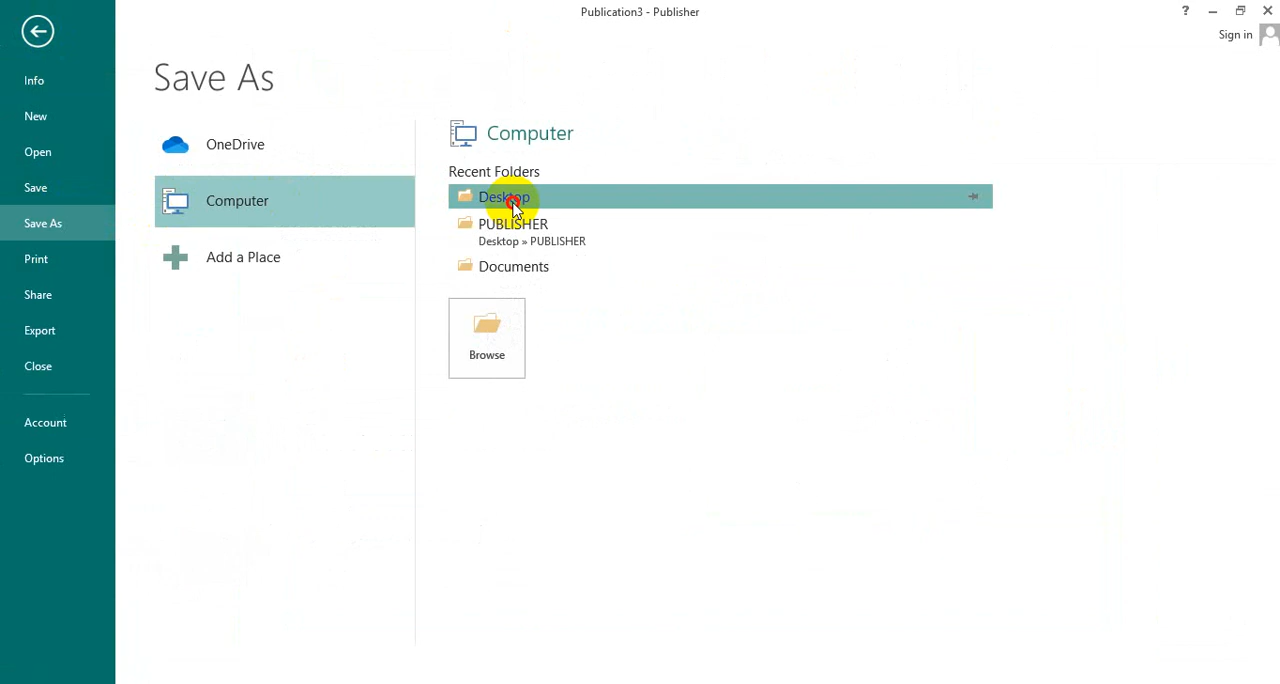 Publication3 - Publisher
?
Sign in
Info
New
Open
Save
Save As
Print
Share
Export
Close
Account
Options
Save As
OneDrive
Computer
Add a Place
Computer
Recent Folders
Desktop
PUBLISHER
Desktop » PUBLISHER
Documents
Browse